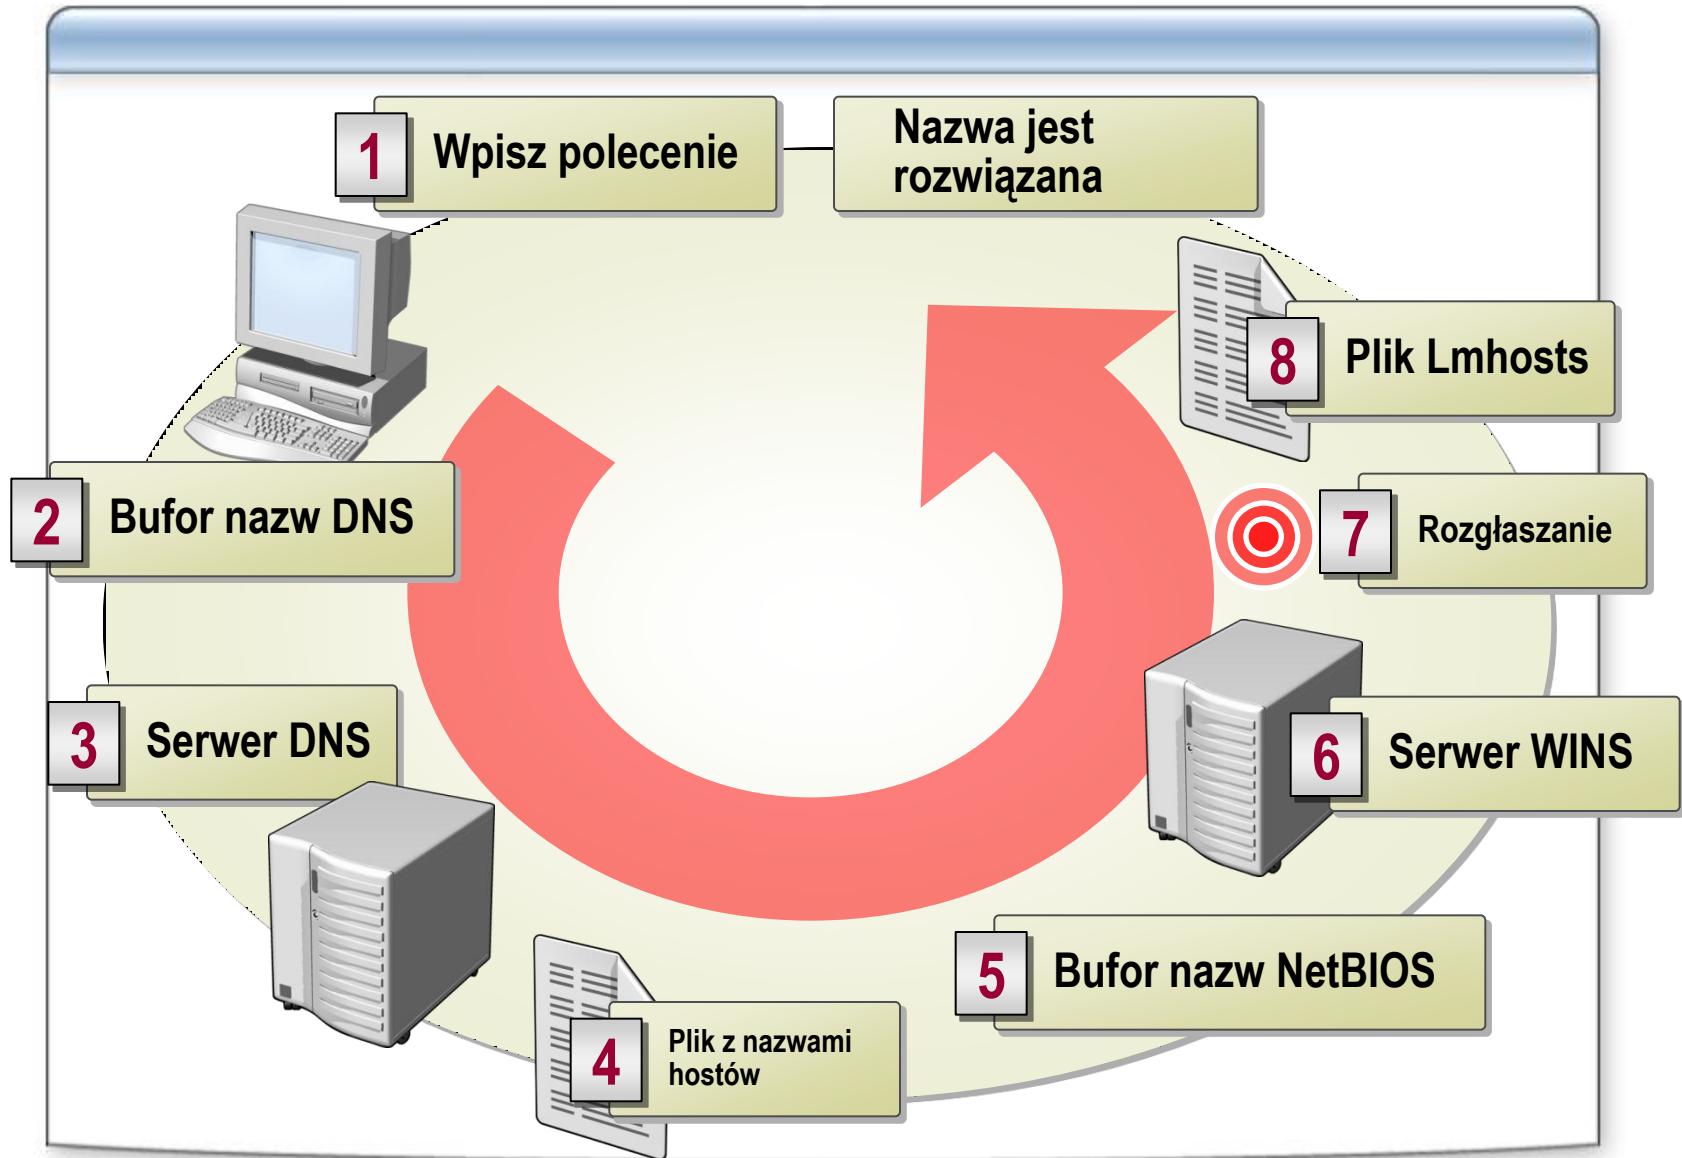 1 Wpisz polecenie
Nazwa jest
rozwiązana
2 Bufor nazw DNS
3 Serwer DNS
4 Plik z nazwami
hostów
5 Bufor nazw NetBIOS
6 Serwer WINS
7 Rozgłaszanie
8 Plik Lmhosts